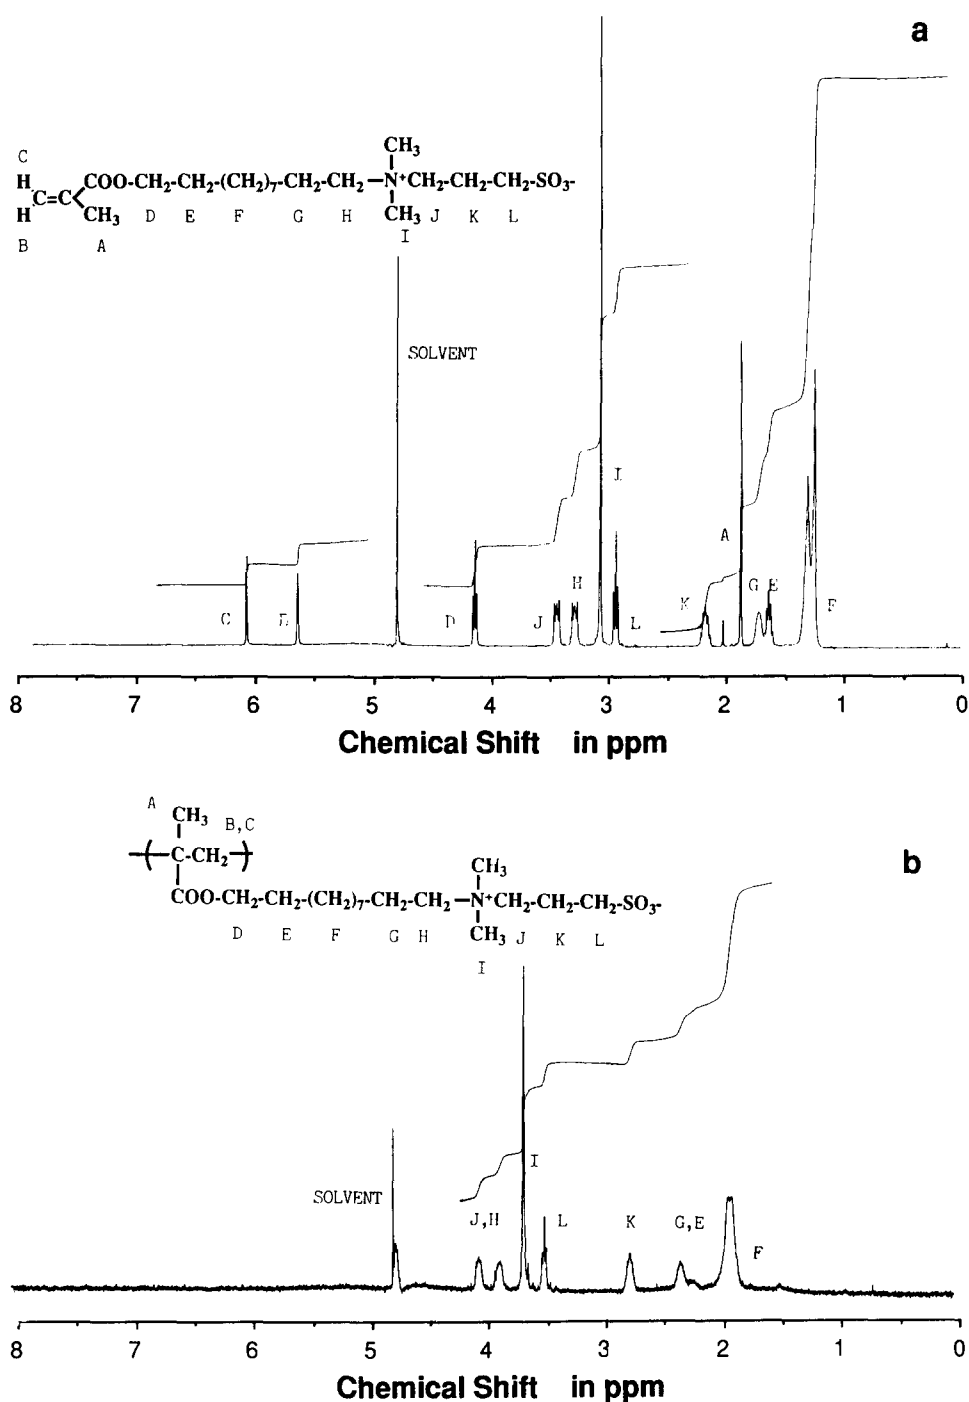 a
C
CH₃
H COO-CH₂-CH₂-(CH₂)₇-CH₂-CH₂—N⁺CH₂-CH₂-CH₂-SO₃-
C=C
H CH₃ D E F G H CH₃ J K L
B A I
SOLVENT
I
A
C B D J H L K G E F
8 7 6 5 4 3 2 1 0
Chemical Shift in ppm
A
CH₃ B,C
b
C-CH₂
CH₃
COO-CH₂-CH₂-(CH₂)₇-CH₂-CH₂—N⁺CH₂-CH₂-CH₂-SO₃-
D E F G H CH₃ J K L
I
I
SOLVENT
J,H L K G,E
F
8 7 6 5 4 3 2 1 0
Chemical Shift in ppm